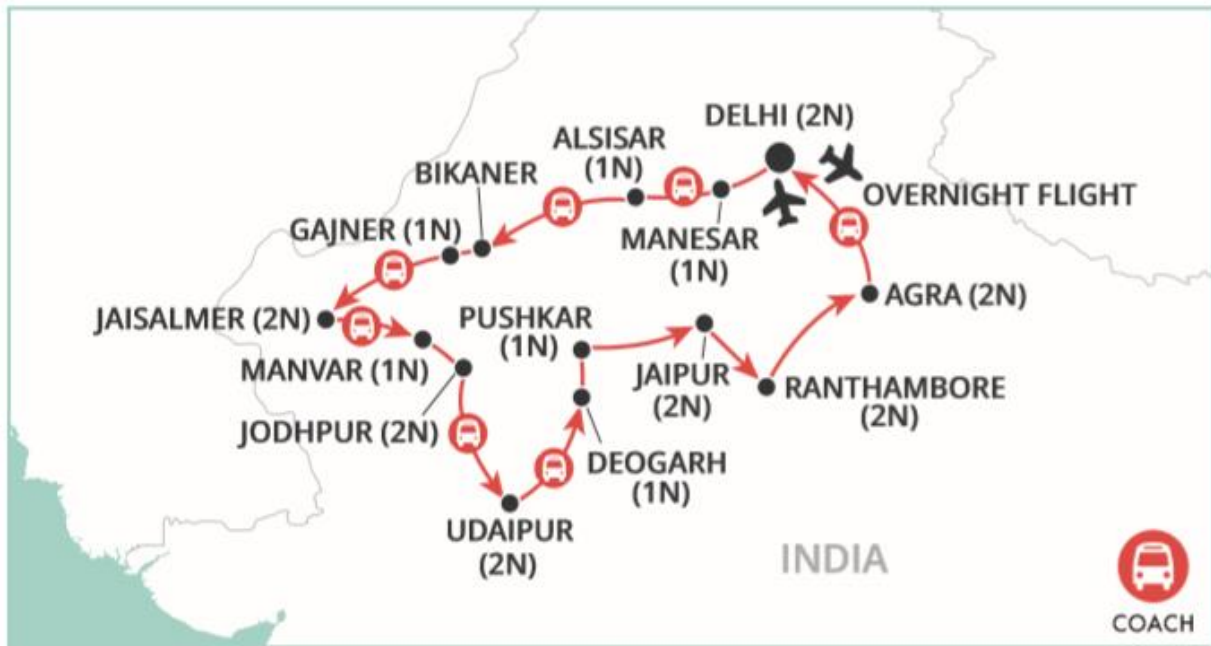 DELHI (2N)
OVERNIGHT FLIGHT
ALSISAR
(1N)
BIKANER
MANESAR
(1N)
GAJNER (1N)
JAISALMER (2N)
MANVAR (1N)
JODHPUR (2N)
UDAIPUR
(2N)
DEOGARH
(1N)
PUSHKAR
(1N)
JAIPUR
(2N)
RANTHAMBORE
(2N)
AGRA (2N)
INDIA
COACH